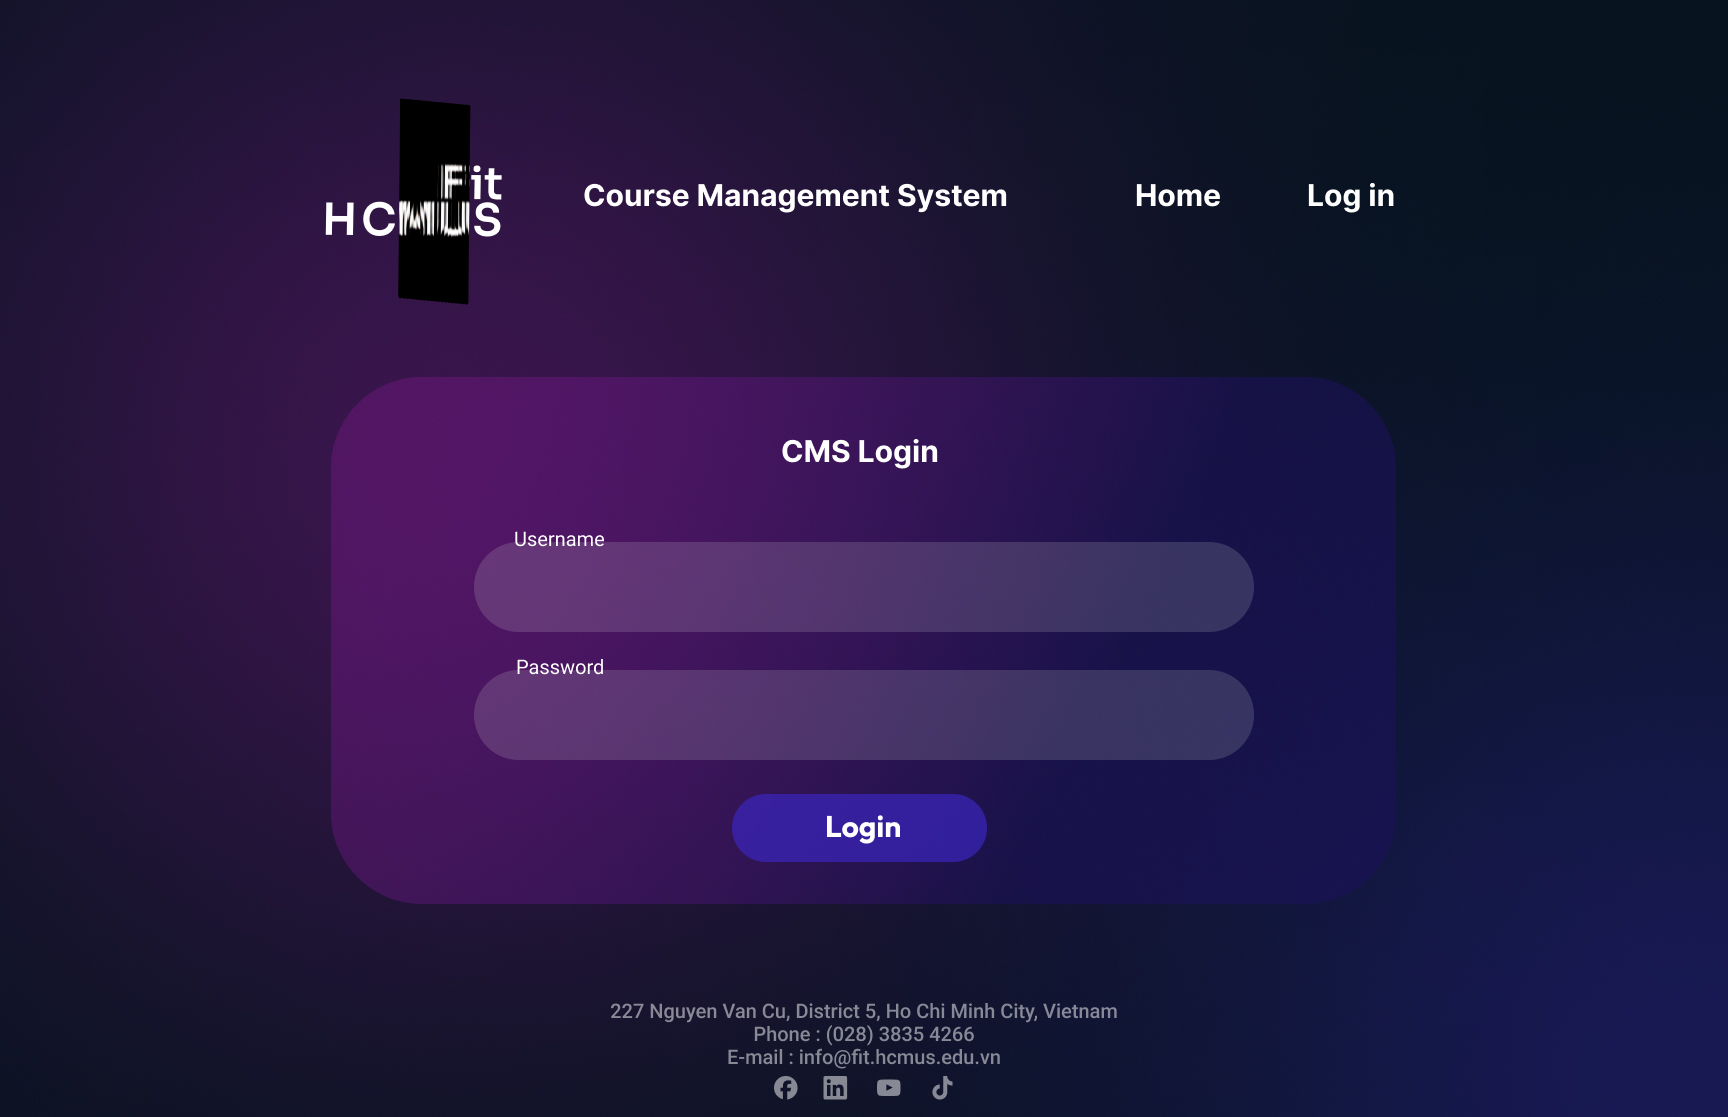 Fit
HCMUS
Course Management System
Home
Log in
CMS Login
Username
Password
Login
227 Nguyen Van Cu, District 5, Ho Chi Minh City, Vietnam
Phone : (028) 3835 4266
E-mail : info@fit.hcmus.edu.vn